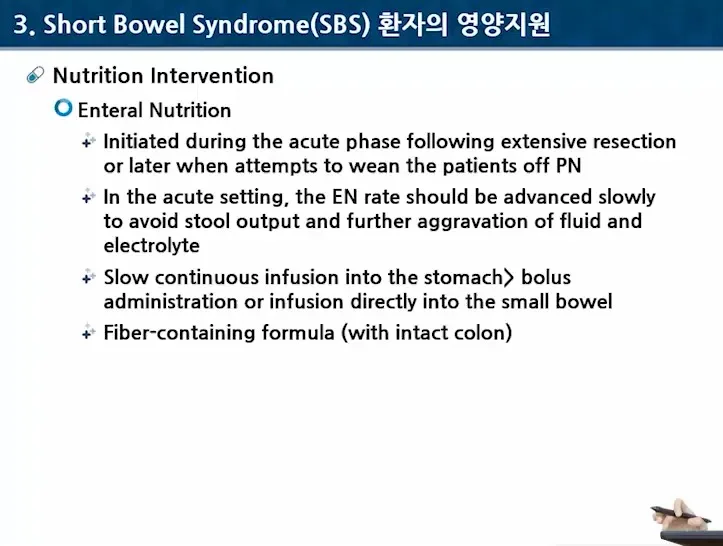 3. Short Bowel Syndrome(SBS) 환자의 영양지원
Nutrition Intervention
Enteral Nutrition
Initiated during the acute phase following extensive resection
or later when attempts to wean the patients off PN
In the acute setting, the EN rate should be advanced slowly
to avoid stool output and further aggravation of fluid and
electrolyte
Slow continuous infusion into the stomach> bolus
administration or infusion directly into the small bowel
Fiber-containing formula (with intact colon)